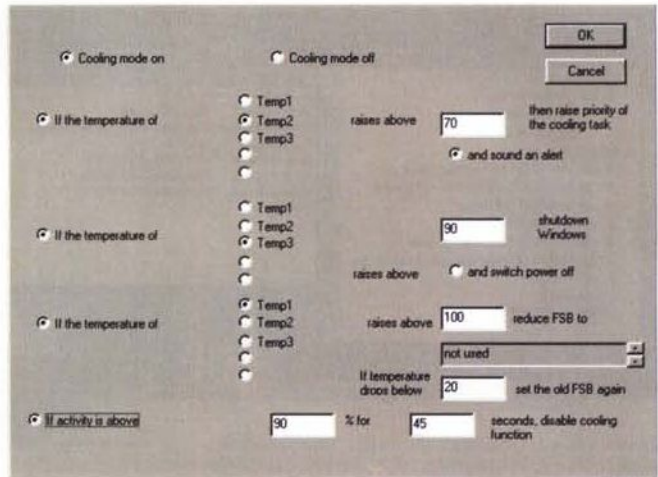 OK
Cooling mode on
Cooling mode off
Cancel
If the temperature of
Temp1
Temp2
Temp3
raises above
70
then raise priority of
the cooling task
and sound an alert
If the temperature of
Temp1
Temp2
Temp3
raises above
90
shutdown
Windows
and switch power off
If the temperature of
Temp1
Temp2
Temp3
raises above
100
reduce FSB to
not used
If temperature
drops below
20
set the old FSB again
If activity is above
90
% for
45
seconds, disable cooling
function